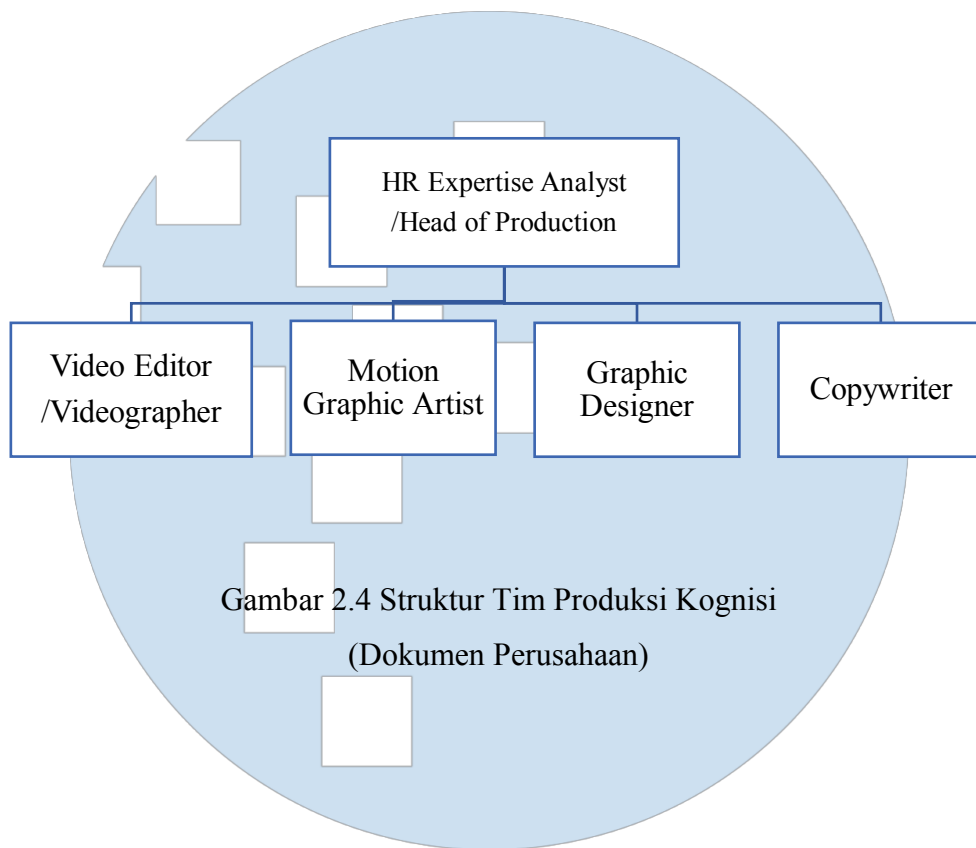 HR Expertise Analyst
/Head of Production
Video Editor
/Videographer
Motion
Graphic Artist
Graphic
Designer
Copywriter
Gambar 2.4 Struktur Tim Produksi Kognisi
(Dokumen Perusahaan)